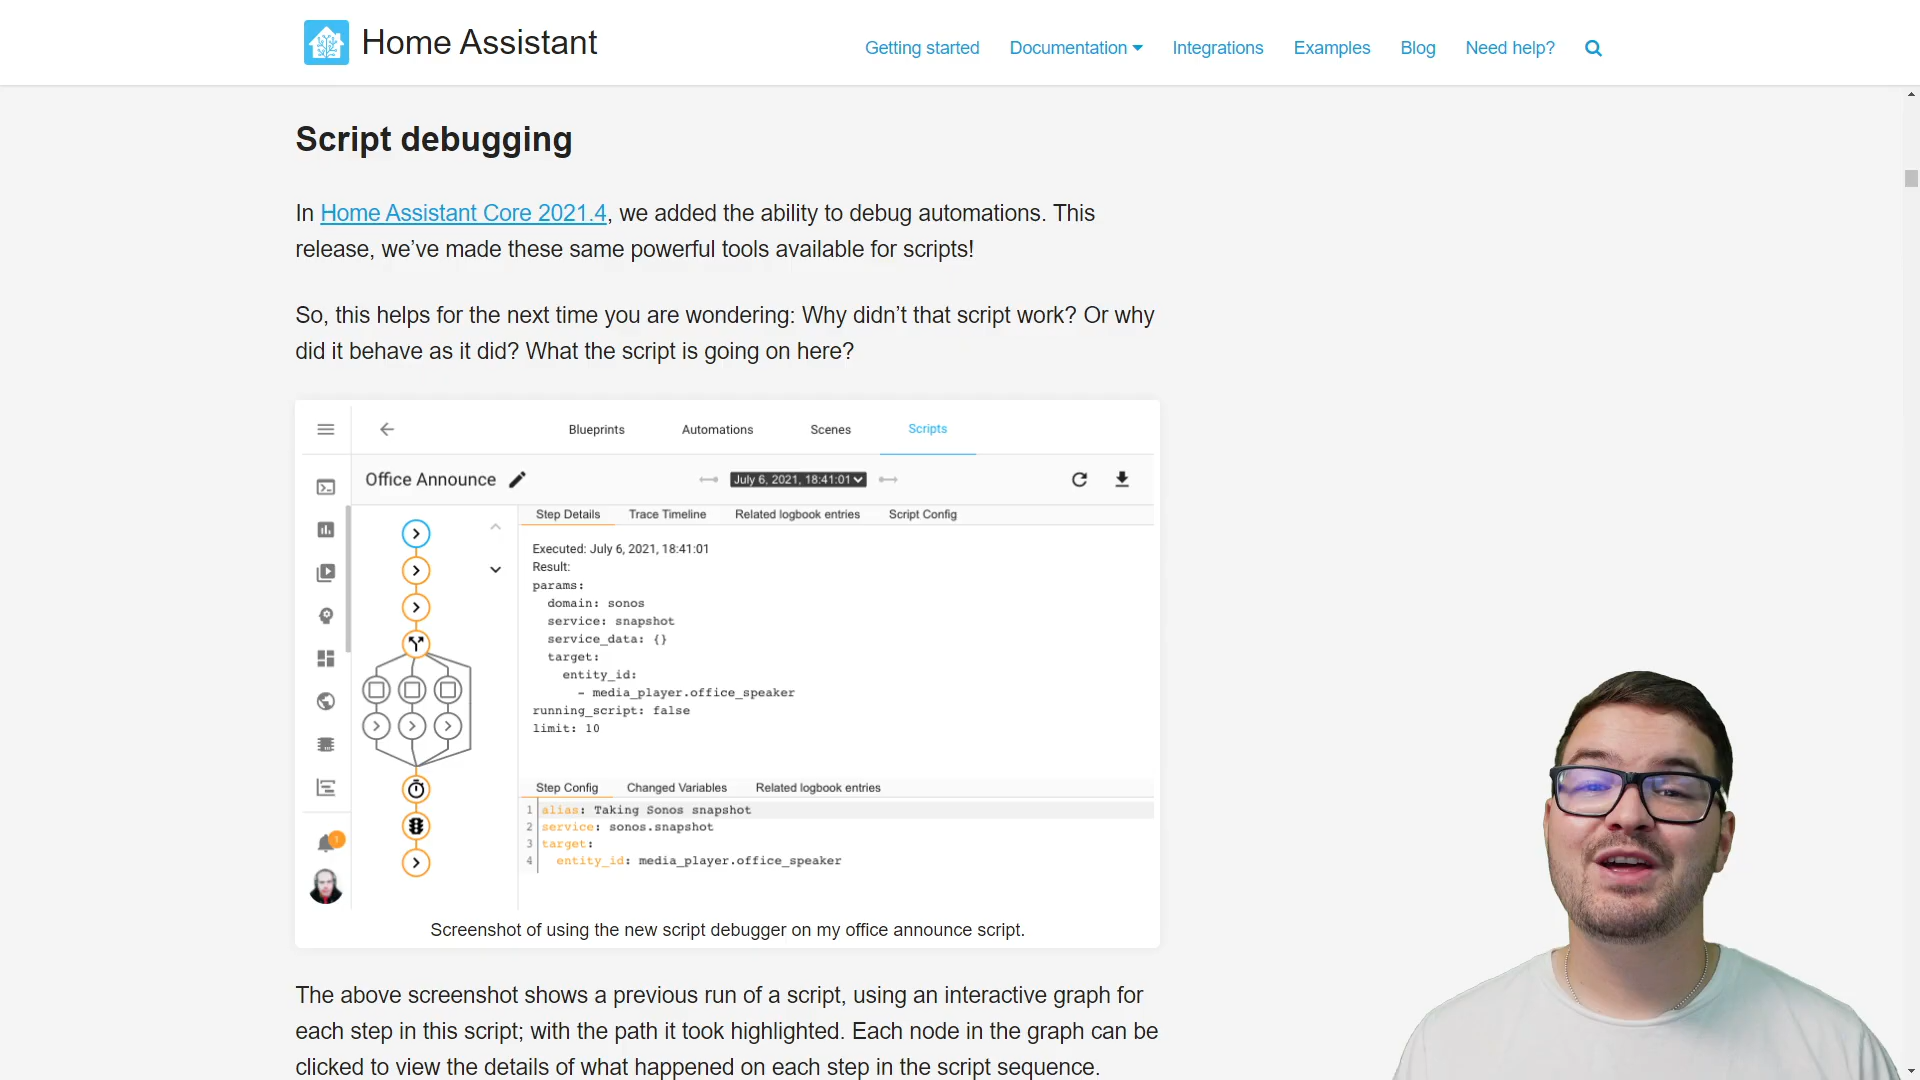 Home Assistant
Getting started Documentation Integrations Examples Blog Need help?
Script debugging
In Home Assistant Core 2021.4, we added the ability to debug automations. This
release, we’ve made these same powerful tools available for scripts!
So, this helps for the next time you are wondering: Why didn’t that script work? Or why
did it behave as it did? What the script is going on here?
Blueprints Automations Scenes Scripts
Office Announce
July 6, 2021, 18:41:01
Step Details Trace Timeline Related logbook entries Script Config
Executed: July 6, 2021, 18:41:01
Result:
params:
domain: sonos
service: snapshot
service_data: {}
target:
entity_id:
- media_player.office_speaker
running_script: false
limit: 10
Step Config Changed Variables Related logbook entries
1 alias: Taking Sonos snapshot
2 service: sonos.snapshot
3 target:
4 entity_id: media_player.office_speaker
Screenshot of using the new script debugger on my office announce script.
The above screenshot shows a previous run of a script, using an interactive graph for
each step in this script; with the path it took highlighted. Each node in the graph can be
clicked to view the details of what happened on each step in the script sequence.